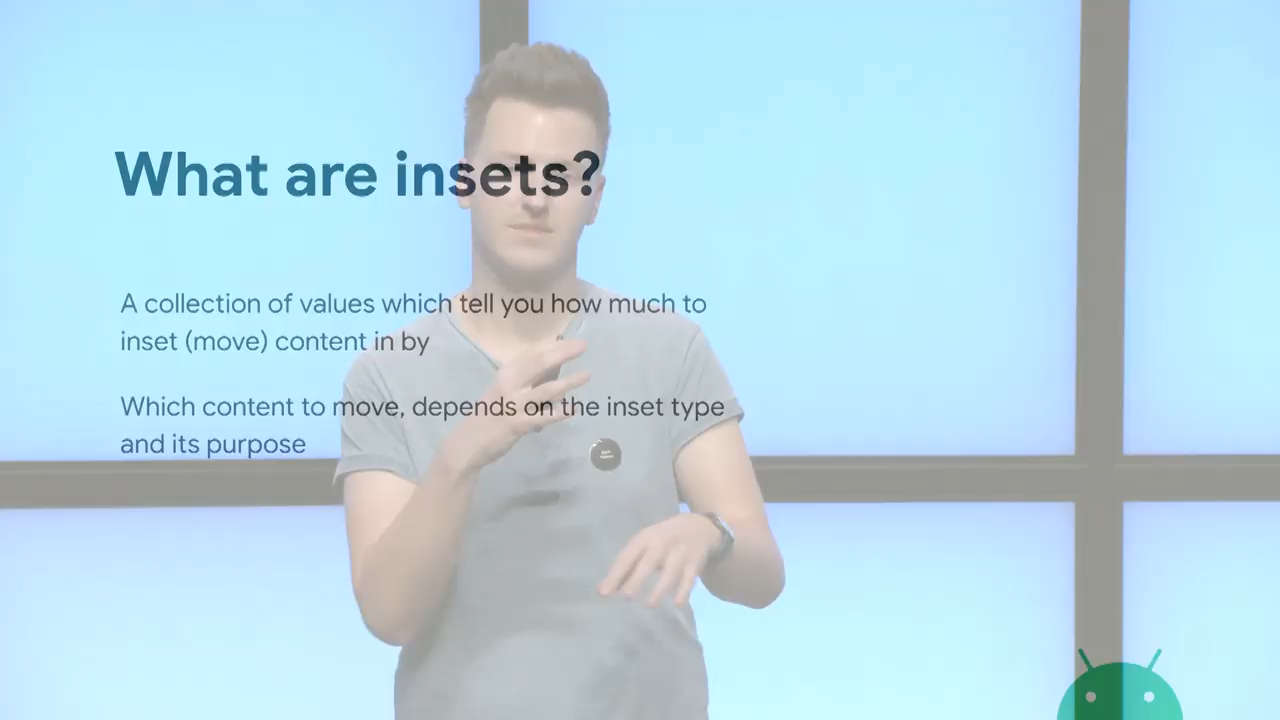 What are insets?
A collection of values which tell you how much to
inset (move) content in by
Which content to move, depends on the inset type
and its purpose